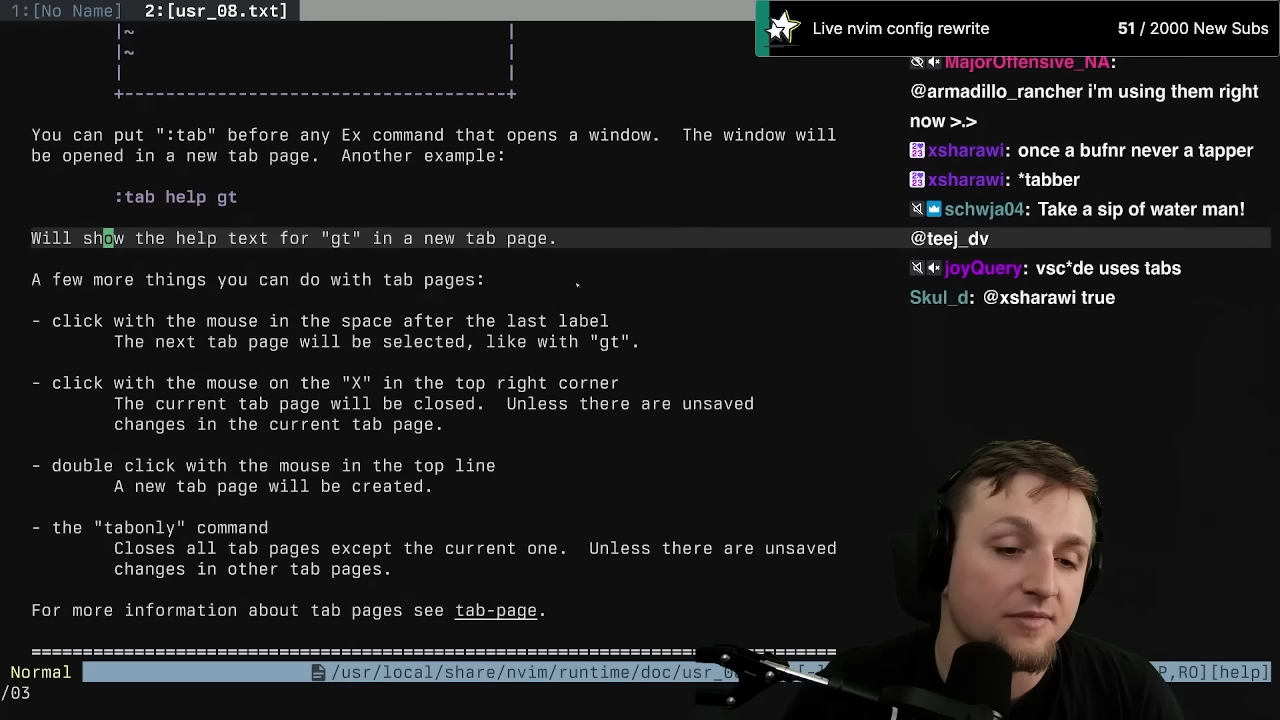 1:[No Name]  2:[usr_08.txt]
|~                                     |
|~                                     |
|                                      |
+--------------------------------------+
You can put ":tab" before any Ex command that opens a window.  The window will
be opened in a new tab page.  Another example:
:tab help gt
Will show the help text for "gt" in a new tab page.
A few more things you can do with tab pages:
- click with the mouse in the space after the last label
The next tab page will be selected, like with "gt".
- click with the mouse on the "X" in the top right corner
The current tab page will be closed.  Unless there are unsaved
changes in the current tab page.
- double click with the mouse in the top line
A new tab page will be created.
- the "tabonly" command
Closes all tab pages except the current one.  Unless there are unsaved
changes in other tab pages.
For more information about tab pages see tab-page.
==============================================================================
Normal
/usr/local/share/nvim/runtime/doc/usr_0
P,RO][help]
/03
Live nvim config rewrite
51 / 2000 New Subs
MajorOffensive_NA:
@armadillo_rancher i'm using them right
now >.>
xsharawi: once a bufnr never a tapper
xsharawi: *tabber
schwja04: Take a sip of water man!
@teej_dv
joyQuery: vsc*de uses tabs
Skul_d: @xsharawi true